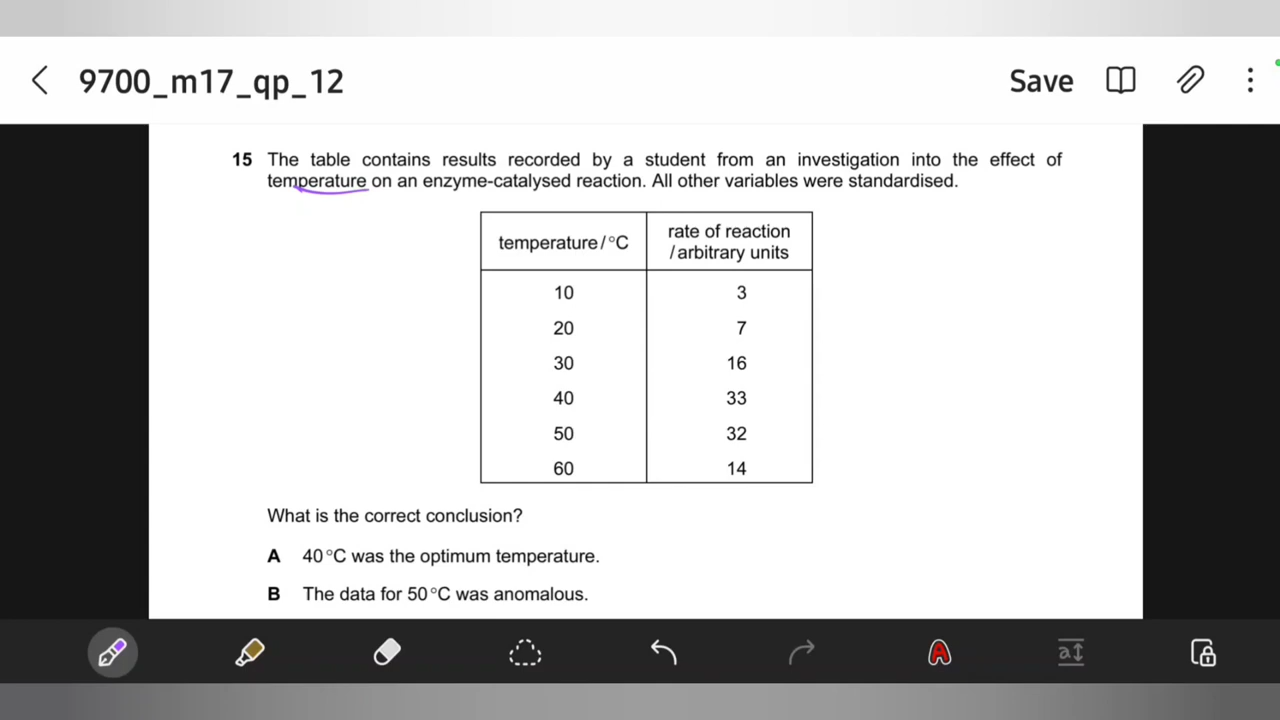 9700_m17_qp_12
Save
15 The table contains results recorded by a student from an investigation into the effect of
temperature on an enzyme-catalysed reaction. All other variables were standardised.
temperature/°C
rate of reaction
/arbitrary units
10 3
20 7
30 16
40 33
50 32
60 14
What is the correct conclusion?
A 40°C was the optimum temperature.
B The data for 50°C was anomalous.
A
a